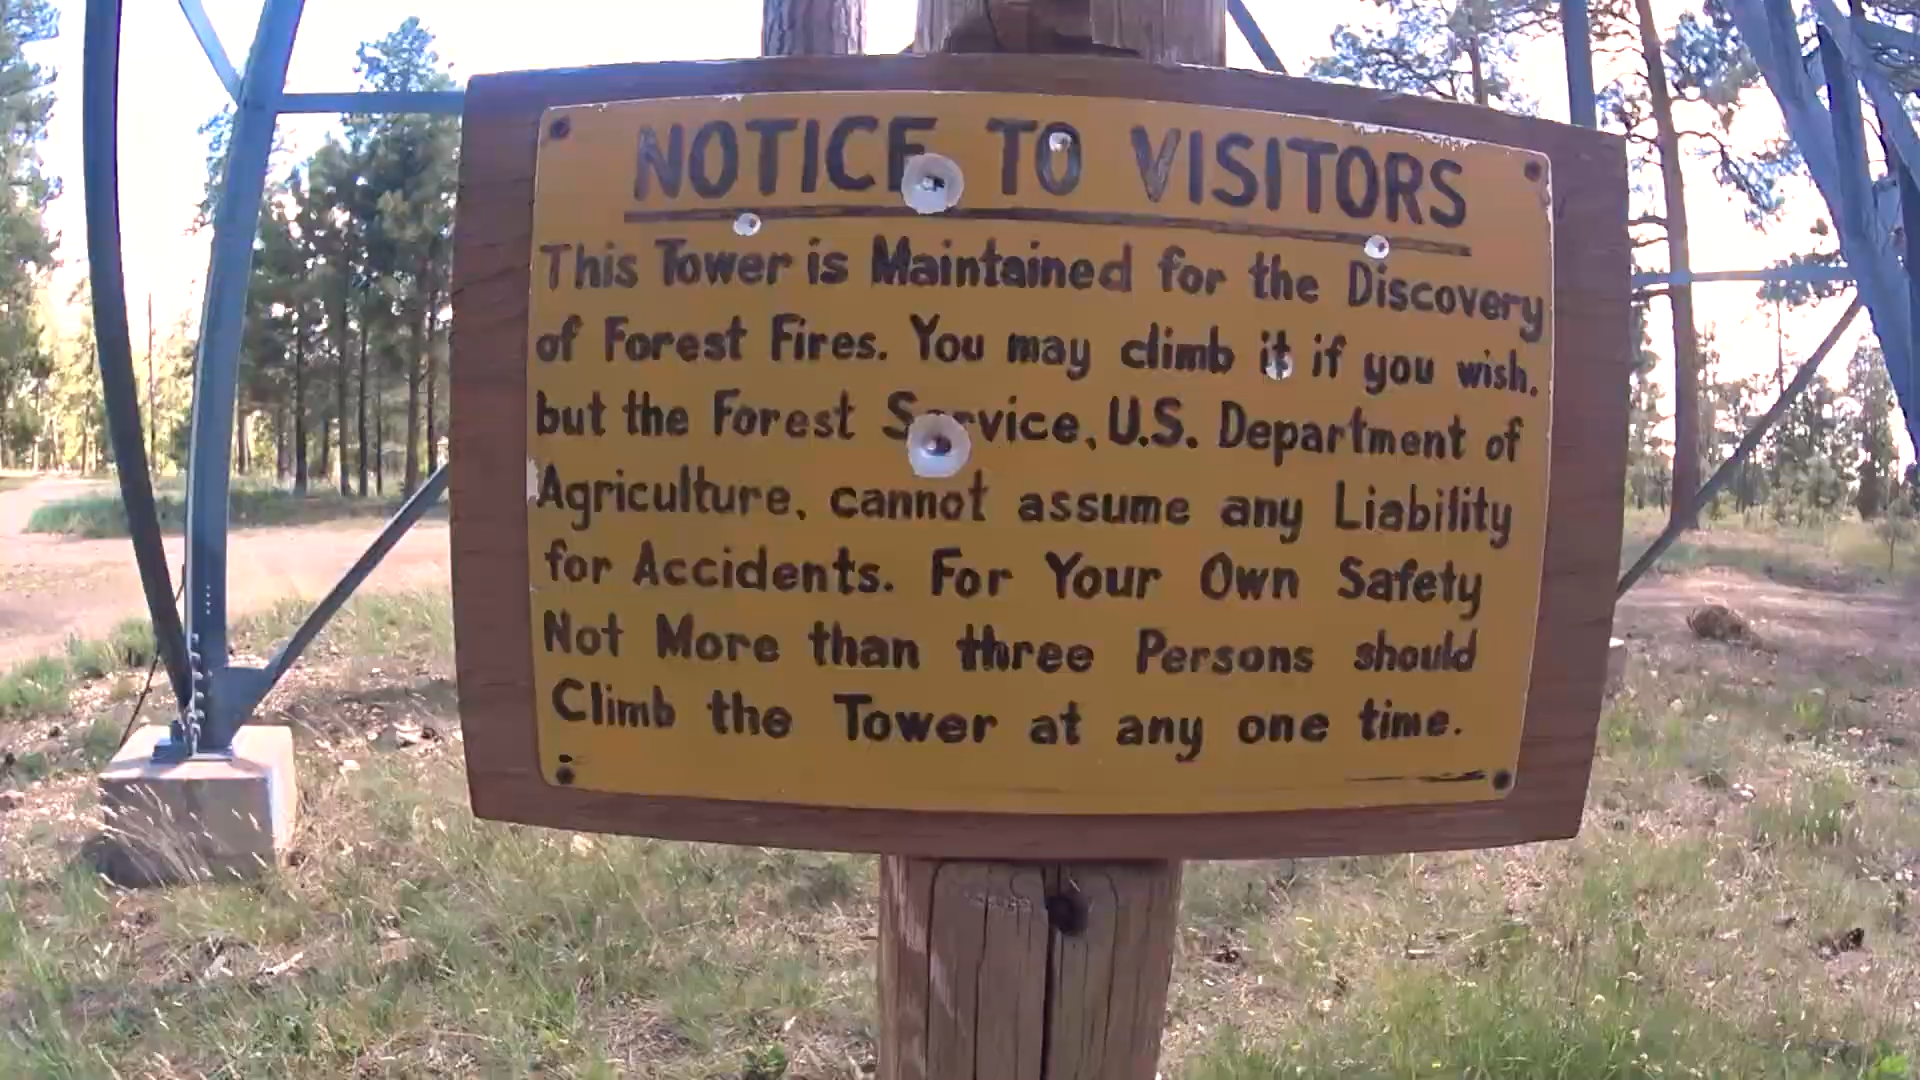 NOTICE TO VISITORS
This Tower is Maintained for the Discovery
of Forest Fires. You may climb it if you wish.
but the Forest Service, U.S. Department of
Agriculture, cannot assume any Liability
for Accidents. For Your Own Safety
Not More than three Persons should
Climb the Tower at any one time.